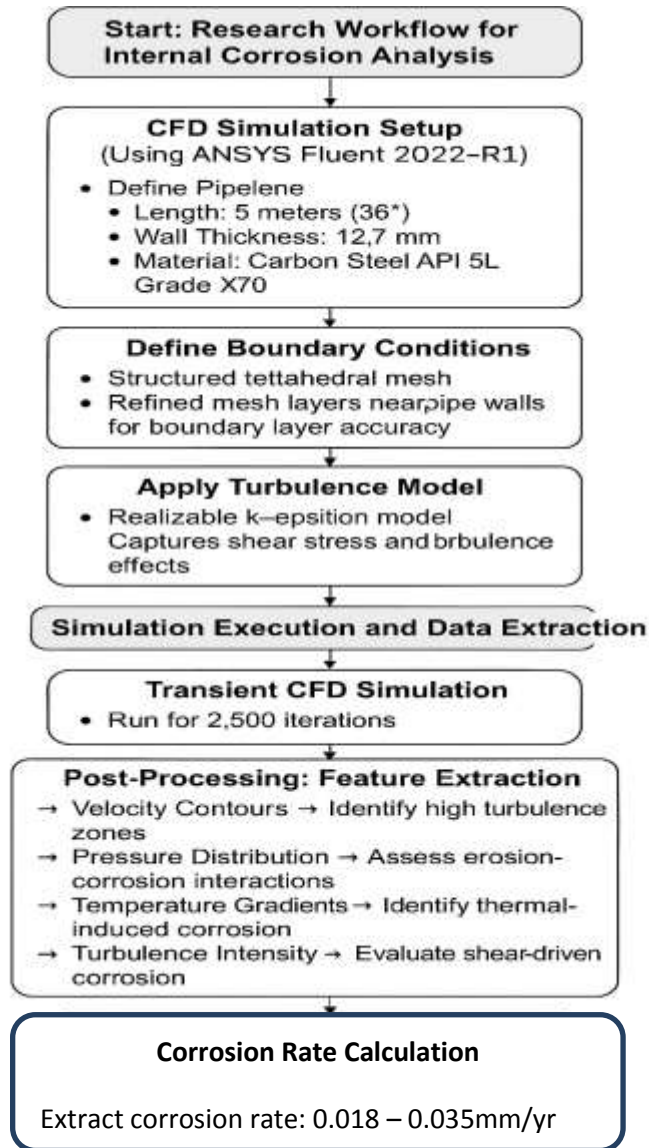 Start: Research Workflow for
Internal Corrosion Analysis
CFD Simulation Setup
(Using ANSYS Fluent 2022–R1)
• Define Pipelene
• Length: 5 meters (36*)
• Wall Thickness: 12,7 mm
• Material: Carbon Steel API 5L
Grade X70
Define Boundary Conditions
• Structured tettahedral mesh
• Refined mesh layers nearpipe walls
for boundary layer accuracy
Apply Turbulence Model
• Realizable k–epsition model
Captures shear stress and brbulence
effects
Simulation Execution and Data Extraction
Transient CFD Simulation
• Run for 2,500 iterations
Post-Processing: Feature Extraction
→ Velocity Contours → Identify high turbulence
zones
→ Pressure Distribution → Assess erosion-
corrosion interactions
→ Temperature Gradients → Identify thermal-
induced corrosion
→ Turbulence Intensity → Evaluate shear-driven
corrosion
Corrosion Rate Calculation
Extract corrosion rate: 0.018 – 0.035mm/yr